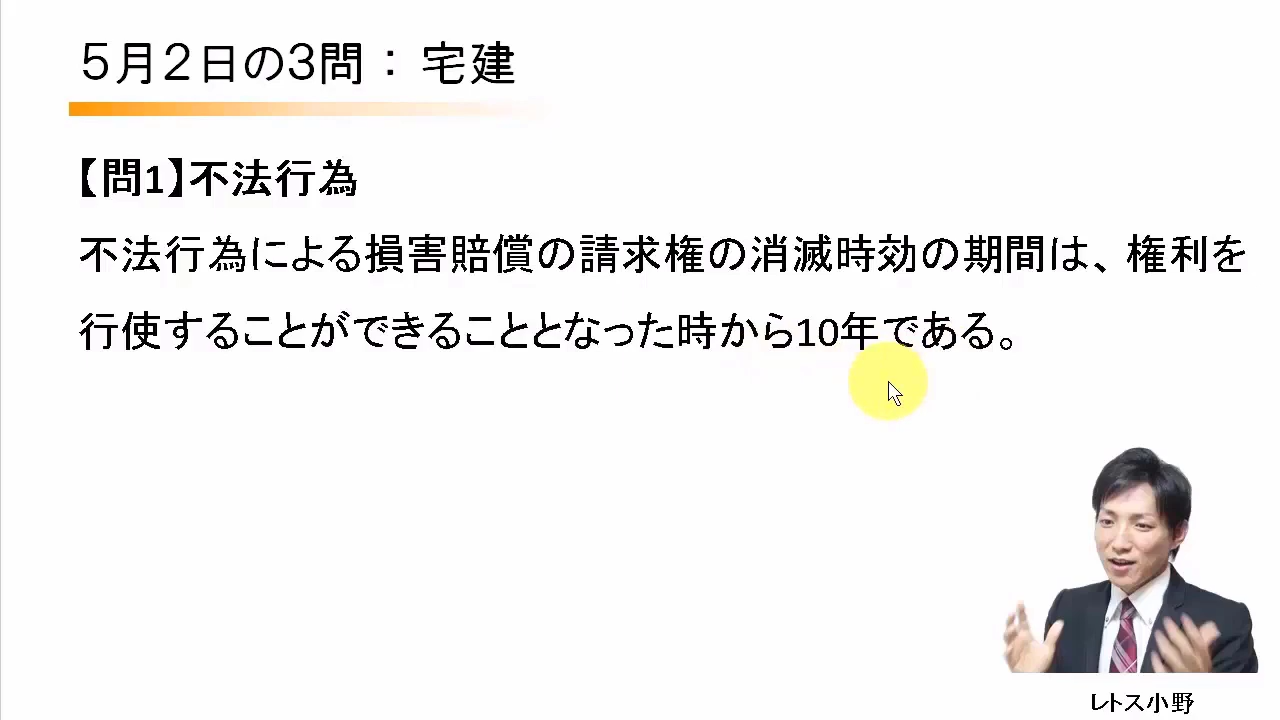 ５月２日の３問：宅建
【問1】不法行為
不法行為による損害賠償の請求権の消滅時効の期間は、権利を
行使することができることとなった時から10年である。
レトス小野